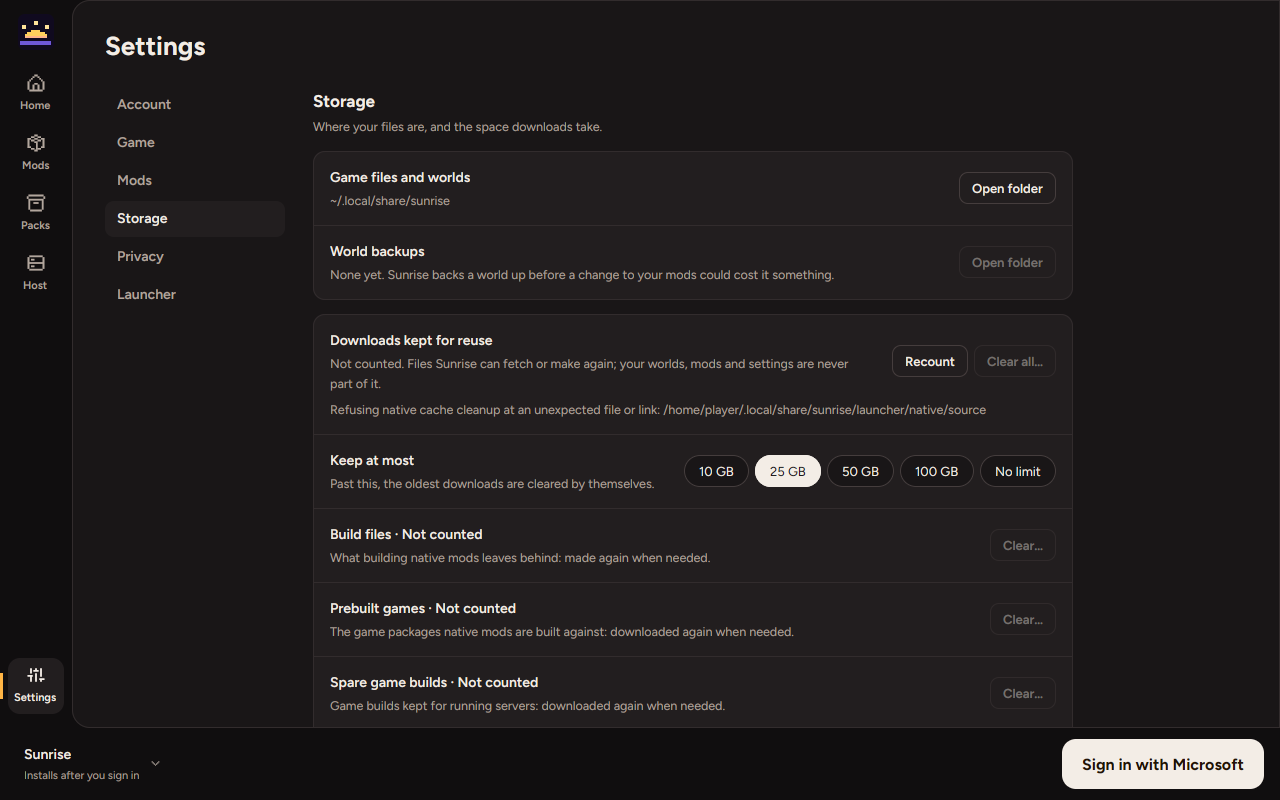 Settings
Home
Mods
Packs
Host
Settings
Account
Game
Mods
Storage
Privacy
Launcher
Storage
Where your files are, and the space downloads take.
Game files and worlds
~/.local/share/sunrise
Open folder
World backups
None yet. Sunrise backs a world up before a change to your mods could cost it something.
Open folder
Downloads kept for reuse
Not counted. Files Sunrise can fetch or make again; your worlds, mods and settings are never
part of it.
Refusing native cache cleanup at an unexpected file or link: /home/player/.local/share/sunrise/launcher/native/source
Recount
Clear all...
Keep at most
Past this, the oldest downloads are cleared by themselves.
10 GB
25 GB
50 GB
100 GB
No limit
Build files · Not counted
What building native mods leaves behind: made again when needed.
Clear...
Prebuilt games · Not counted
The game packages native mods are built against: downloaded again when needed.
Clear...
Spare game builds · Not counted
Game builds kept for running servers: downloaded again when needed.
Clear...
Sunrise
Installs after you sign in
Sign in with Microsoft